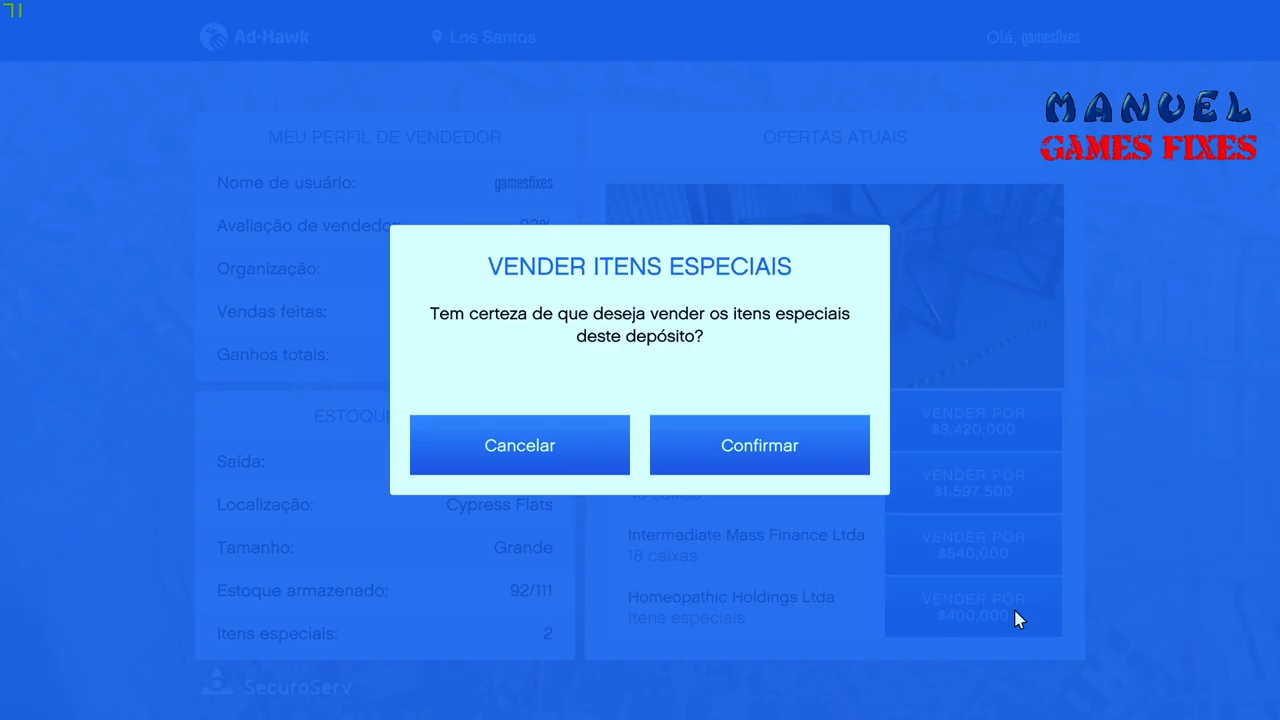 71
Ad-Hawk
Los Santos
Olá, gamesfixes
MANUEL
GAMES FIXES
MEU PERFIL DE VENDEDOR
Nome de usuário: gamesfixes
Avaliação de vendedor: 92%
Organização:
Vendas feitas:
Ganhos totais:
ESTOQUE
Saída:
Localização: Cypress Flats
Tamanho: Grande
Estoque armazenado: 92/111
Itens especiais: 2
OFERTAS ATUAIS
VENDER POR
$3,420,000
VENDER POR
$1,597,500
Intermediate Mass Finance Ltda
18 caixas
VENDER POR
$540,000
Homeopathic Holdings Ltda
Itens especiais
VENDER POR
$400,000
VENDER ITENS ESPECIAIS
Tem certeza de que deseja vender os itens especiais
deste depósito?
Cancelar
Confirmar
SecuroServ